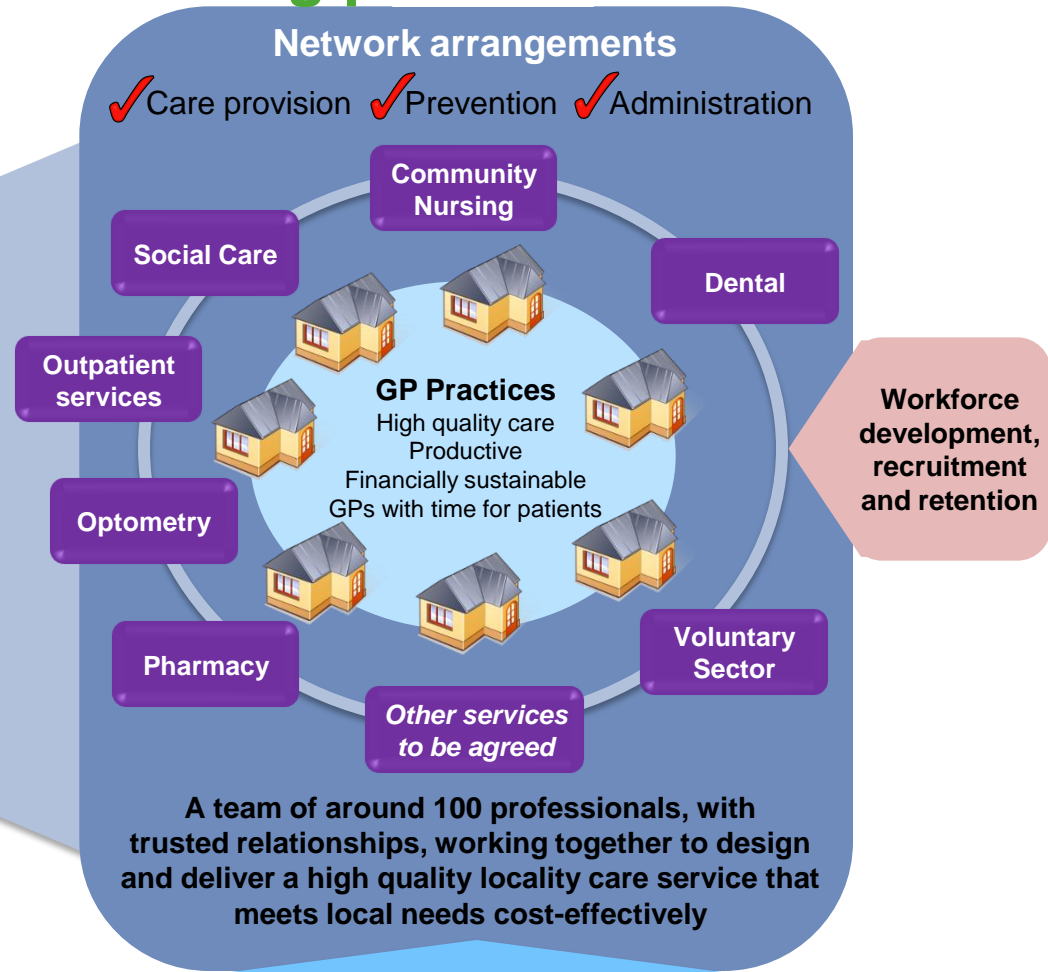 Network arrangements
Care provision Prevention Administration
Community
Nursing
Social Care
Dental
Outpatient
services
GP Practices
High quality care
Productive
Financially sustainable
GPs with time for patients
Workforce
development,
recruitment
and retention
Optometry
Pharmacy
Voluntary
Sector
Other services
to be agreed
A team of around 100 professionals, with
trusted relationships, working together to design
and deliver a high quality locality care service that
meets local needs cost-effectively